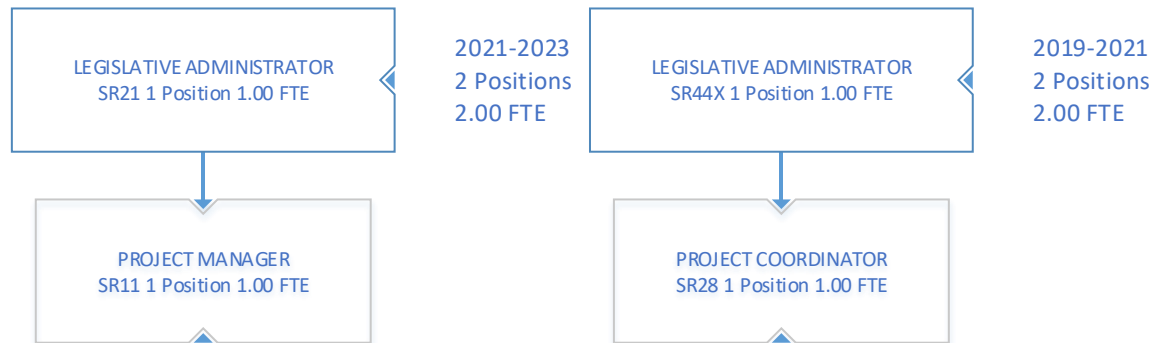 LEGISLATIVE ADMINISTRATOR
SR21 1 Position 1.00 FTE
2021-2023
2 Positions
2.00 FTE
PROJECT MANAGER
SR11 1 Position 1.00 FTE
LEGISLATIVE ADMINISTRATOR
SR44X 1 Position 1.00 FTE
2019-2021
2 Positions
2.00 FTE
PROJECT COORDINATOR
SR28 1 Position 1.00 FTE